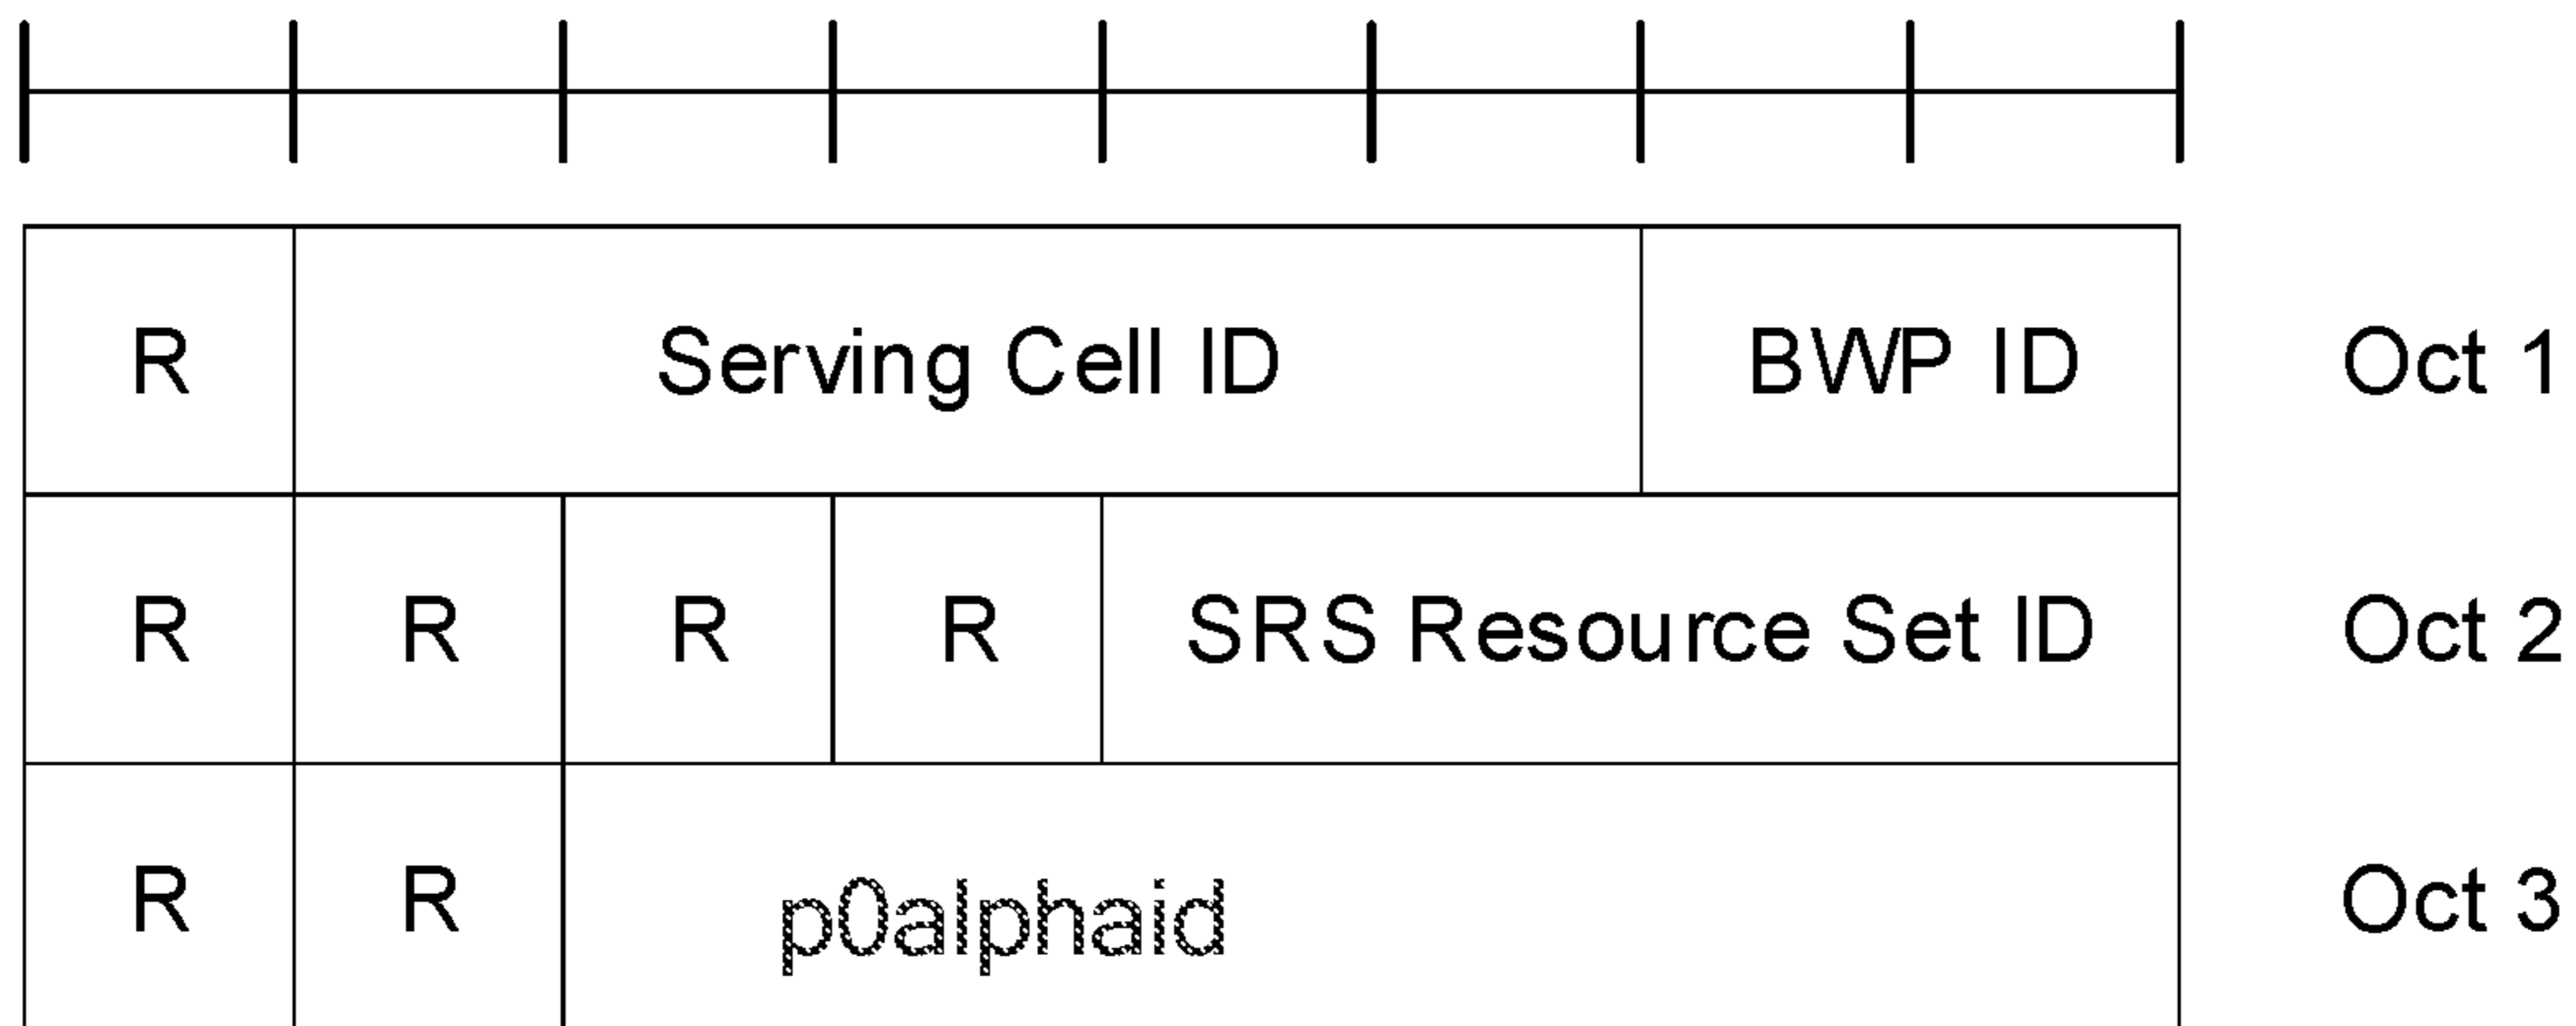 R Serving Cell ID BWP ID Oct 1
R R R R SRS Resource Set ID Oct 2
R R p0alphaid Oct 3